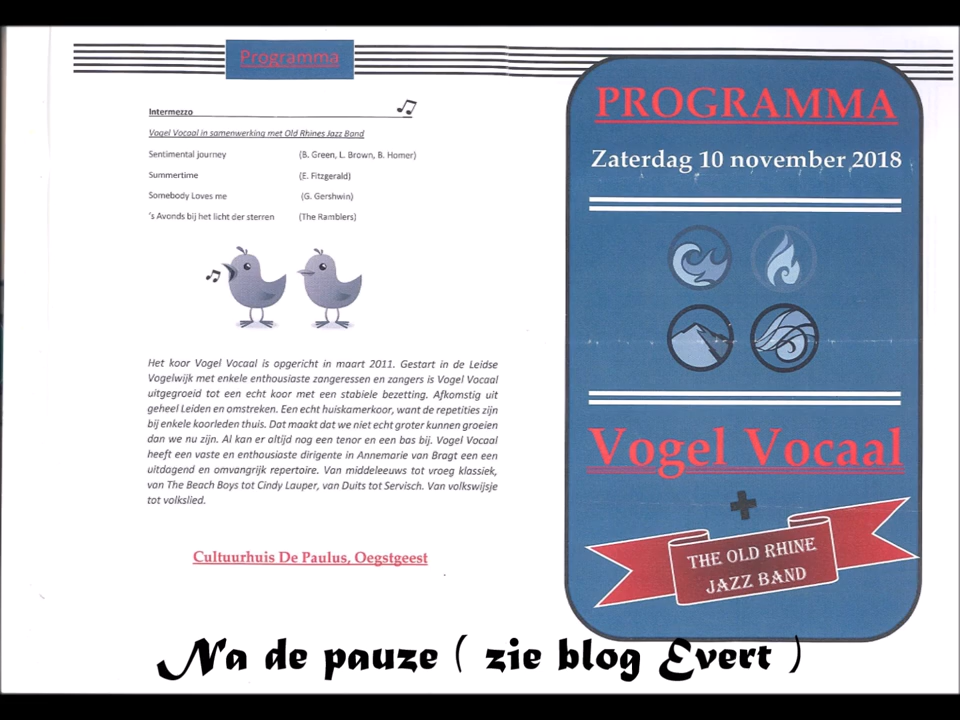 Programma
Intermezzo
Vogel Vocaal in samenwerking met Old Rhines Jazz Band
Sentimental journey (B. Green, L. Brown, B. Homer)
Summertime (E. Fitzgerald)
Somebody Loves me (G. Gershwin)
's Avonds bij het licht der sterren (The Ramblers)
Het koor Vogel Vocaal is opgericht in maart 2011. Gestart in de Leidse
Vogelwijk met enkele enthousiaste zangeressen en zangers is Vogel Vocaal
uitgegroeid tot een echt koor met een stabiele bezetting. Afkomstig uit
geheel Leiden en omstreken. Een echt huiskamerkoor, want de repetities zijn
bij enkele koorleden thuis. Dat maakt dat we niet echt groter kunnen groeien
dan we nu zijn. Al kan er altijd nog een tenor en een bas bij. Vogel Vocaal
heeft een vaste en enthousiaste dirigente in Annemarie van Bragt een een
uitdagend en omvangrijk repertoire. Van middeleeuws tot vroeg klassiek,
van The Beach Boys tot Cindy Lauper, van Duits tot Servisch. Van volkswijsje
tot volkslied.
Cultuurhuis De Paulus, Oegstgeest
PROGRAMMA
Zaterdag 10 november 2018
Vogel Vocaal
+
THE OLD RHINE
JAZZ BAND
Na de pauze ( zie blog Evert )